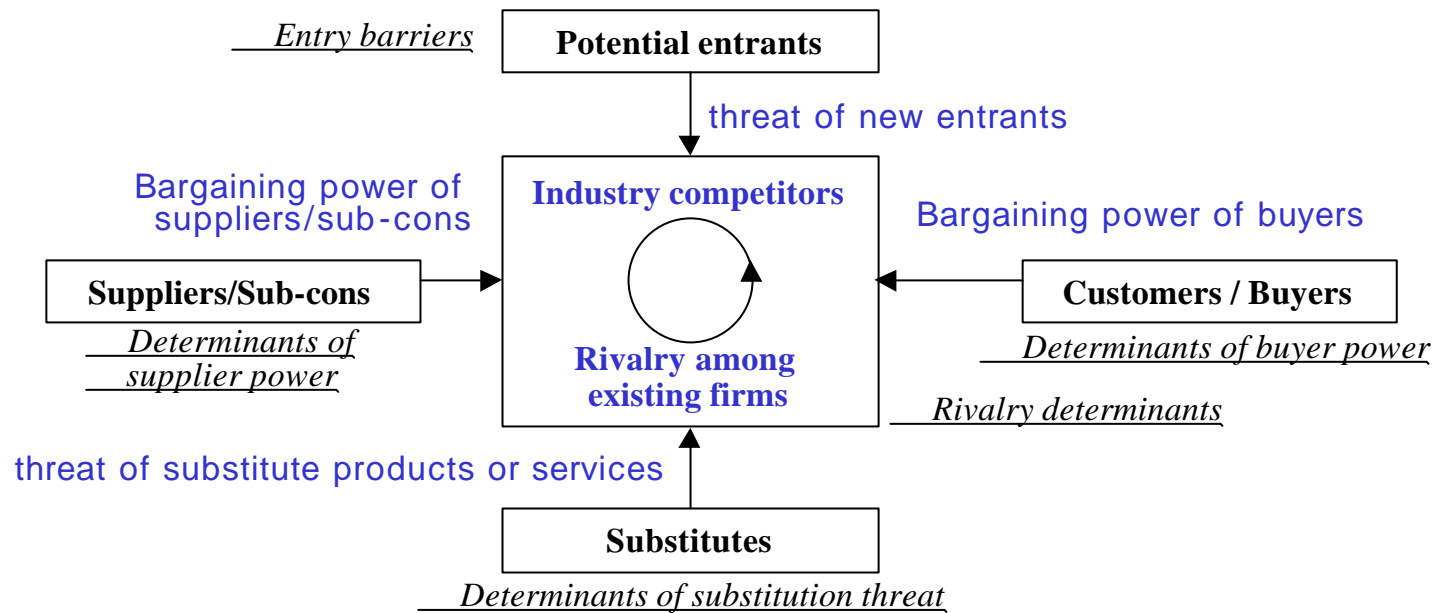 Entry barriers
Potential entrants
threat of new entrants
Bargaining power of
suppliers/sub-cons
Industry competitors
Bargaining power of buyers
Suppliers/Sub-cons
Customers / Buyers
Determinants of
supplier power
Rivalry among
existing firms
Determinants of buyer power
Rivalry determinants
threat of substitute products or services
Substitutes
Determinants of substitution threat